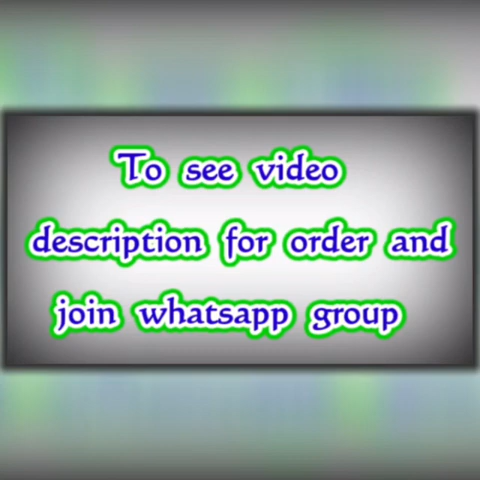 To see video
description for order and
join whatsapp group